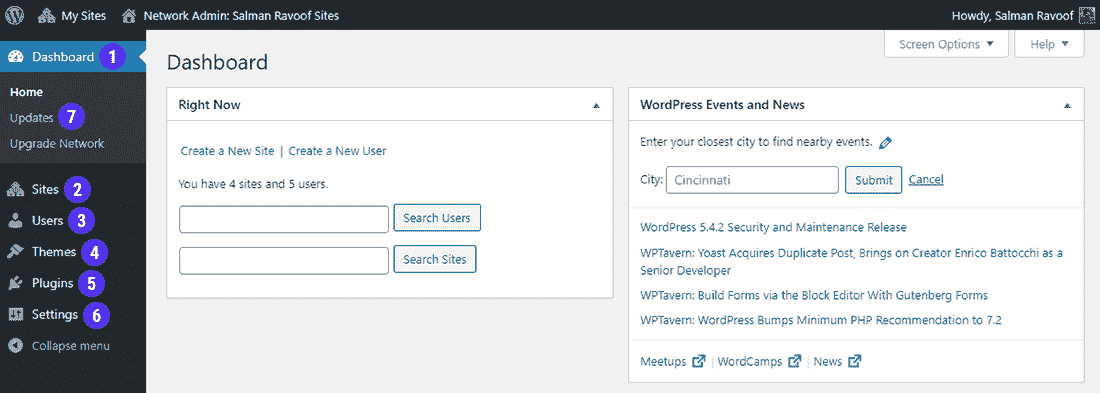 My Sites Network Admin: Salman Ravoof Sites Howdy, Salman Ravoof
Dashboard 1
Home
Updates 7
Upgrade Network
Sites 2
Users 3
Themes 4
Plugins 5
Settings 6
Collapse menu
Screen Options Help
Dashboard
Right Now
Create a New Site | Create a New User
You have 4 sites and 5 users.
Search Users
Search Sites
WordPress Events and News
Enter your closest city to find nearby events.
City: Cincinnati Submit Cancel
WordPress 5.4.2 Security and Maintenance Release
WPTavern: Yoast Acquires Duplicate Post, Brings on Creator Enrico Battocchi as a
Senior Developer
WPTavern: Build Forms via the Block Editor With Gutenberg Forms
WPTavern: WordPress Bumps Minimum PHP Recommendation to 7.2
Meetups | WordCamps | News